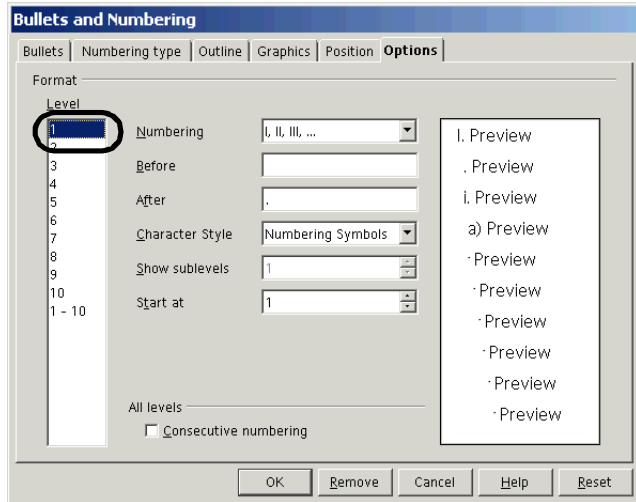 Bullets and Numbering
Bullets Numbering type Outline Graphics Position Options
Format
Level
1
2
3
4
5
6
7
8
9
10
1 - 10
Numbering I, II, III, ...
Before
After .
Character Style Numbering Symbols
Show sublevels 1
Start at 1
All levels
Consecutive numbering
I. Preview
. Preview
i. Preview
a) Preview
· Preview
· Preview
· Preview
· Preview
· Preview
· Preview
OK Remove Cancel Help Reset